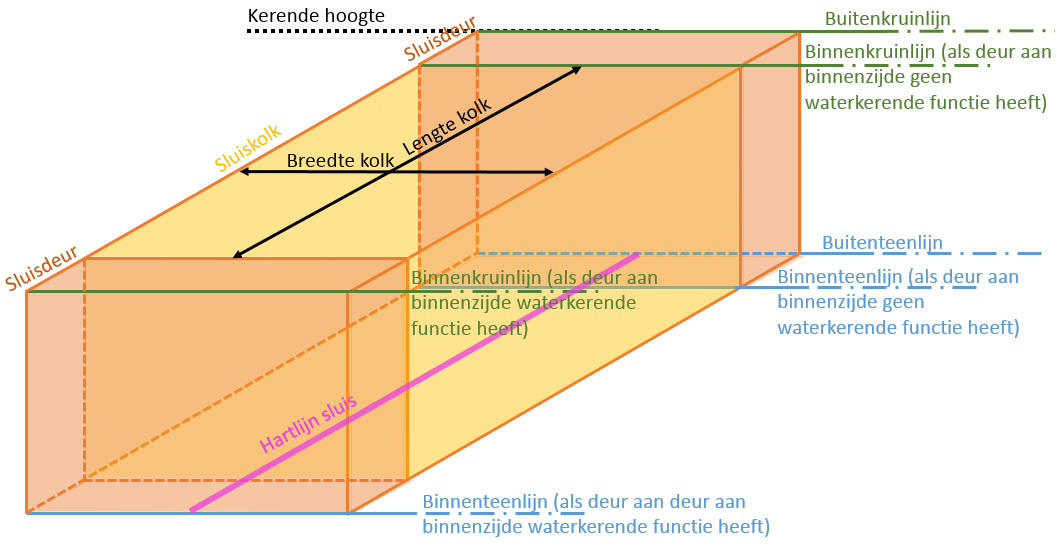 Kerende hoogte
Buitenkruinlijn
Sluisdeur
Binnenkruinlijn (als deur aan
binnenzijde geen
waterkerende functie heeft)
Sluiskolk
Lengte kolk
Breedte kolk
Sluisdeur
Buitenteenlijn
Binnenkruinlijn (als deur aan
binnenzijde waterkerende
functie heeft)
Binnenteenlijn (als deur aan
binnenzijde geen
waterkerende functie heeft)
Hartlijn sluis
Binnenteenlijn (als deur aan deur aan
binnenzijde waterkerende functie heeft)